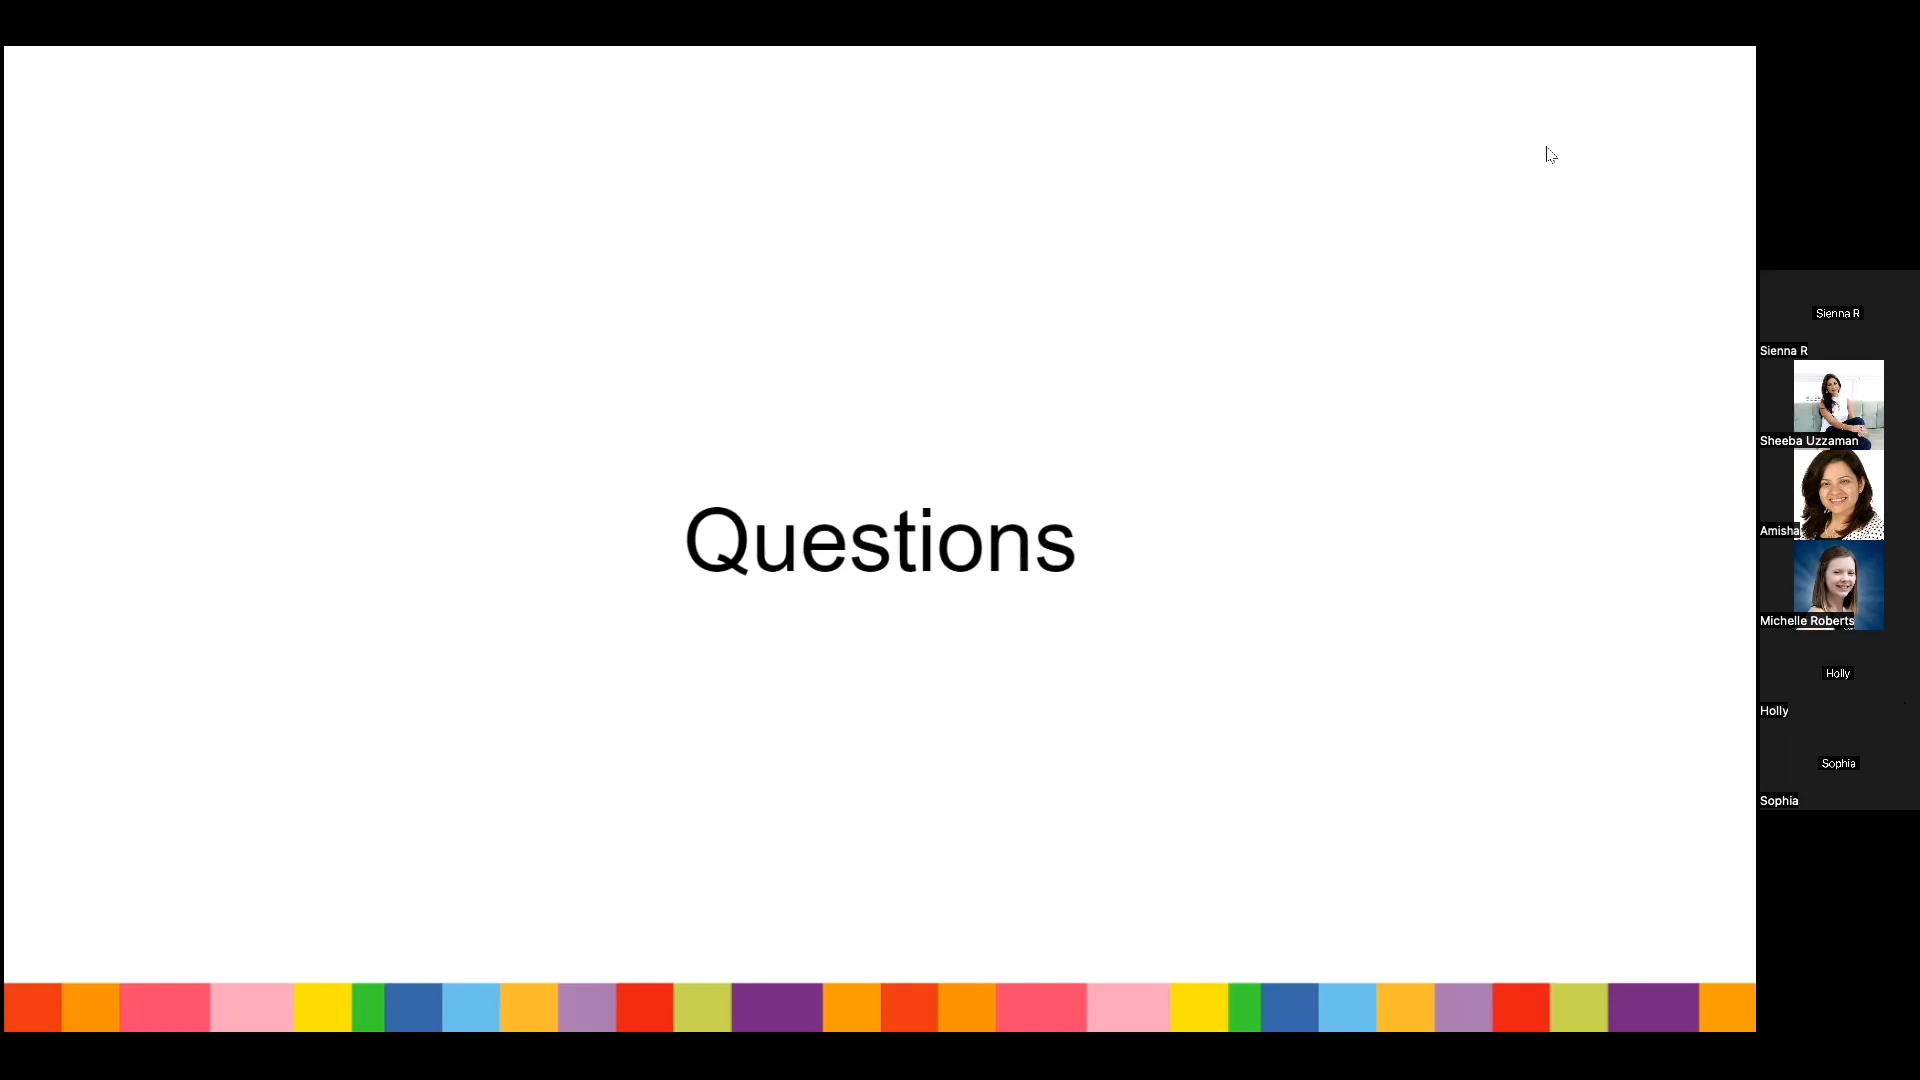 Questions
Sienna R
Sienna R
Sheeba Uzzaman
Amisha
Michelle Roberts
Holly
Holly
Sophia
Sophia